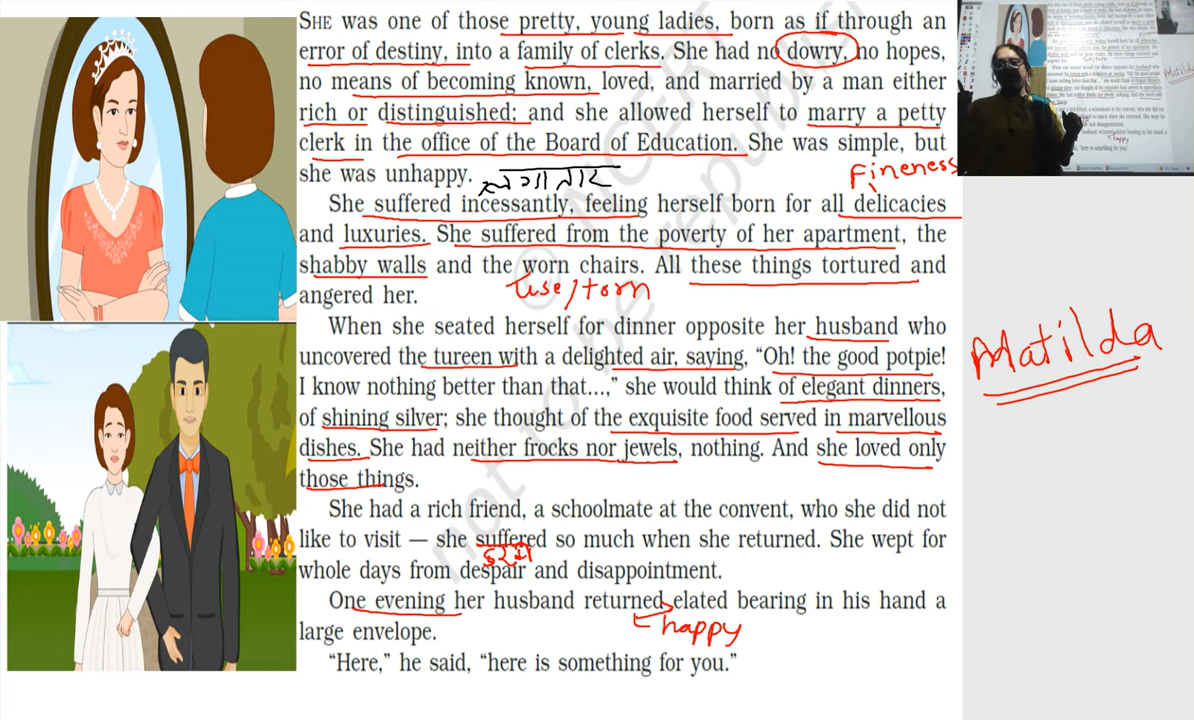 SHE was one of those pretty, young ladies, born as if through an
error of destiny, into a family of clerks. She had no dowry, no hopes,
no means of becoming known, loved, and married by a man either
rich or distinguished; and she allowed herself to marry a petty
clerk in the office of the Board of Education. She was simple, but
she was unhappy.
लगातार
Fineness
She suffered incessantly, feeling herself born for all delicacies
and luxuries. She suffered from the poverty of her apartment, the
shabby walls and the worn chairs. All these things tortured and
use/torn
angered her.
When she seated herself for dinner opposite her husband who
uncovered the tureen with a delighted air, saying, “Oh! the good potpie!
I know nothing better than that…,” she would think of elegant dinners,
of shining silver; she thought of the exquisite food served in marvellous
dishes. She had neither frocks nor jewels, nothing. And she loved only
those things.
Matilda
She had a rich friend, a schoolmate at the convent, who she did not
like to visit — she suffered so much when she returned. She wept for
whole days from despair and disappointment.
One evening her husband returned elated bearing in his hand a
happy
large envelope.
“Here,” he said, “here is something for you.”
© NCERT
not to be republished